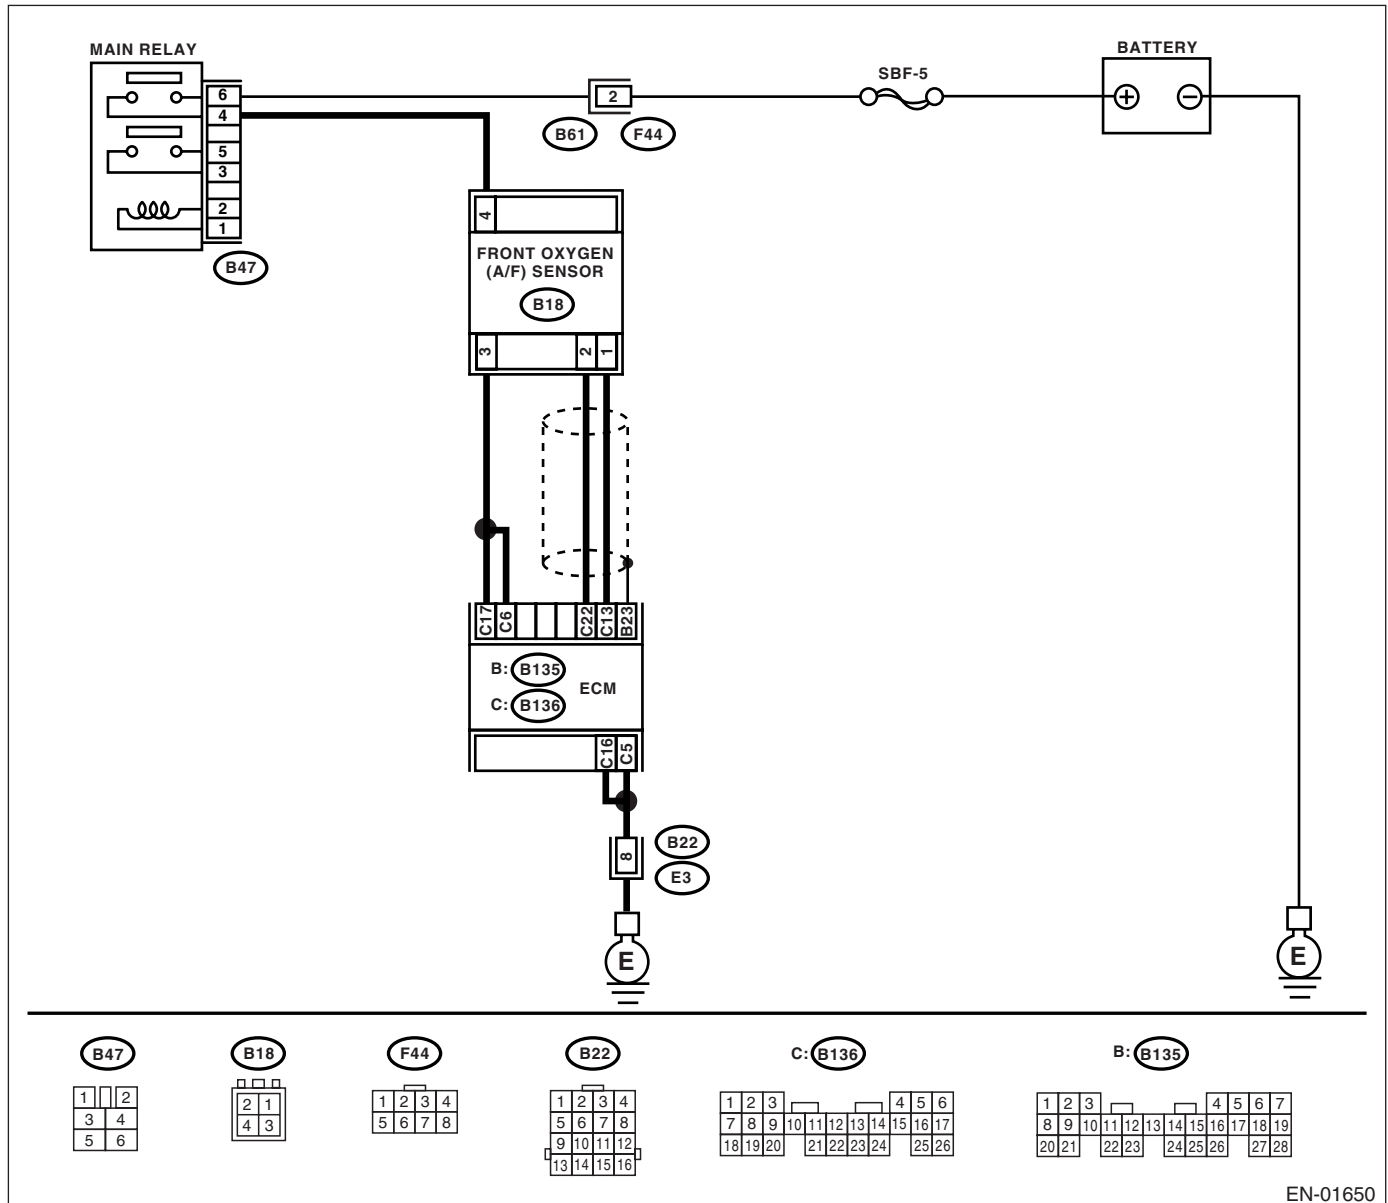 MAIN RELAY
BATTERY
SBF-5
6
4
5
3
2
1
B47
2
B61
F44
4
FRONT OXYGEN
(A/F) SENSOR
B18
3
2
1
C17
C6
C22
C13
B23
B: B135
ECM
C: B136
C16
C5
8
B22
E3
E
E
B47
B18
F44
B22
C: B136
B: B135
1 2
3 4
5 6
2 1
4 3
1 2 3 4
5 6 7 8
1 2 3 4
5 6 7 8
9 10 11 12
13 14 15 16
1 2 3 4 5 6
7 8 9 10 11 12 13 14 15 16 17
18 19 20 21 22 23 24 25 26
1 2 3 4 5 6 7
8 9 10 11 12 13 14 15 16 17 18 19
20 21 22 23 24 25 26 27 28
EN-01650